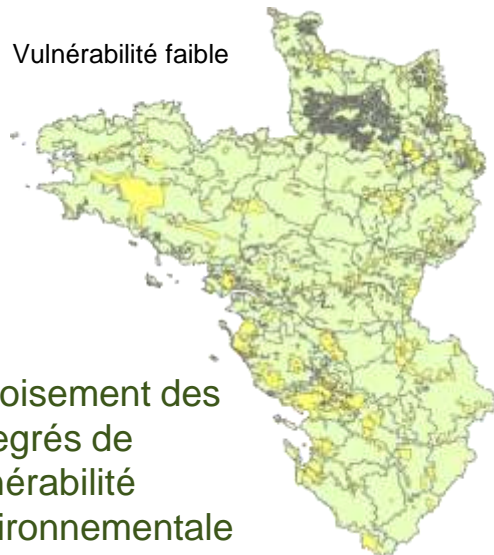 Vulnérabilité faible
oisement des
egrés de
nérabilité
ironnementale